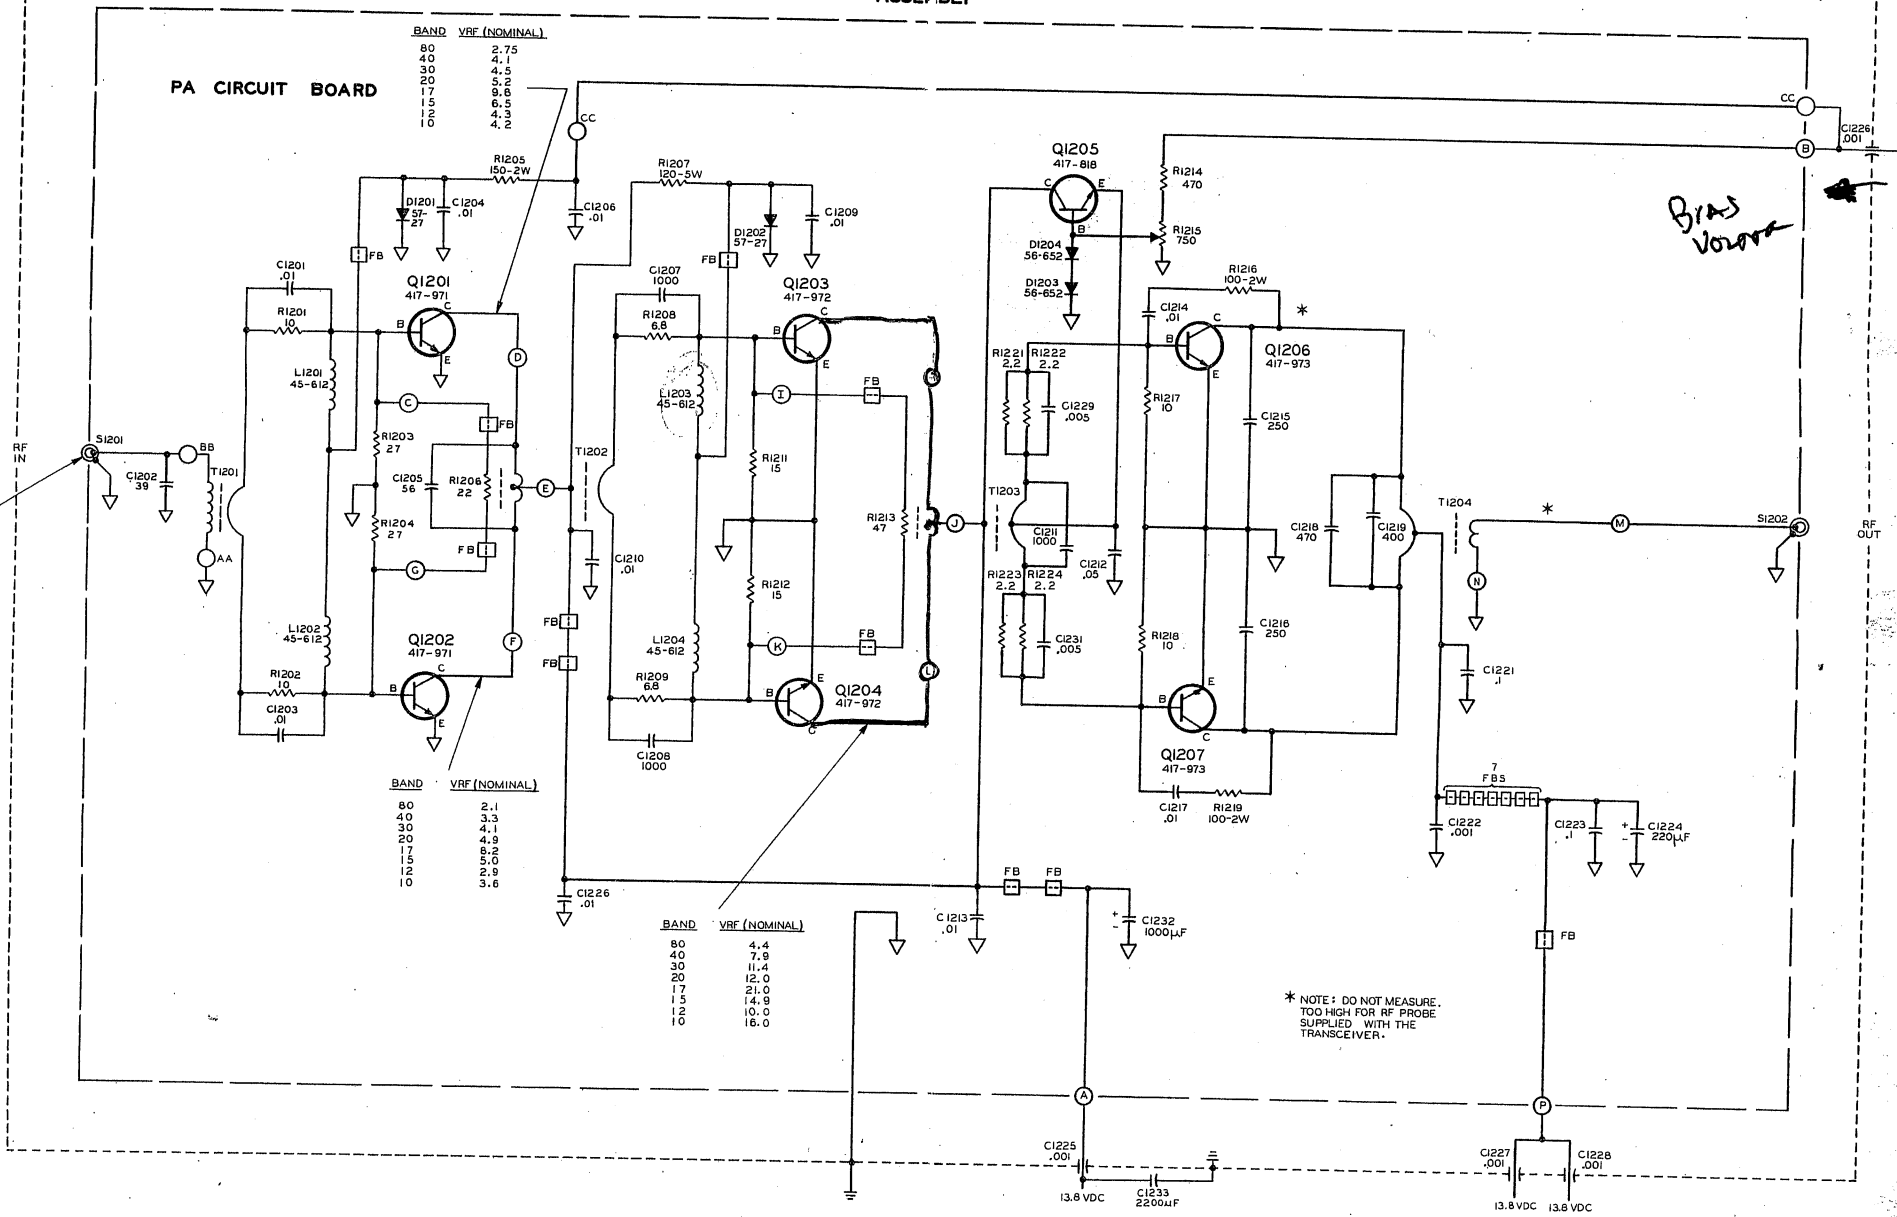 ASSEMBLY
PA CIRCUIT BOARD
BAND VRF (NOMINAL)
80 2.75
40 4.1
30 4.5
20 5.2
17 9.8
15 6.5
12 4.3
10 4.2
CC
CC
C1226
.001
B
BIAS
R1205
150-2W
D1201
57-
27
C1204
.01
C1206
.01
FB
R1207
120-5W
D1202
57-27
C1209
.01
FB
Q1205
417-818
C
E
B
R1214
470
R1215
750
D1204
56-652
D1203
56-652
C1201
.01
R1201
10
Q1201
417-971
C
B
E
D
L1201
45-612
C
FB
R1203
27
C1205
56
R1206
22
R1204
27
FB
G
E
F
RF
IN
S1201
C1202
39
BB
T1201
AA
L1202
45-612
R1202
10
C1203
.01
Q1202
417-971
C
B
E
C1207
1000
R1208
6.8
Q1203
417-972
C
B
E
L1203
45-612
I
FB
R1211
15
R1213
47
J
T1202
C1210
.01
R1212
15
FB
FB
L1204
45-612
K
FB
L
R1209
6.8
C1208
1000
Q1204
417-972
B
E
C
R1216
100-2W
C1214
.01
*
C
B
E
Q1206
417-973
R1221
2.2
R1222
2.2
C1229
.005
R1217
10
C1215
250
T1203
C1211
1000
C1212
.05
R1223
2.2
R1224
2.2
C1231
.005
R1218
10
C1216
250
C1218
470
C1219
400
T1204
*
M
S1202
RF
OUT
N
C1221
.1
B
E
C
Q1207
417-973
C1217
.01
R1219
100-2W
7
FBS
C1222
.001
C1223
.1
+
-
C1224
220µF
FB
BAND VRF (NOMINAL)
80 2.1
40 3.3
30 4.1
20 4.9
17 8.2
15 5.0
12 2.9
10 3.6
C1226
.01
BAND VRF (NOMINAL)
80 4.4
40 7.9
30 11.4
20 12.0
17 21.0
15 14.9
12 10.0
10 16.0
FB FB
C1213
.01
+
-
C1232
1000µF
* NOTE: DO NOT MEASURE.
TOO HIGH FOR RF PROBE
SUPPLIED WITH THE
TRANSCEIVER.
A
P
C1225
.001
13.8 VDC
C1233
2200µF
C1227
.001
C1228
.001
13.8 VDC 13.8 VDC